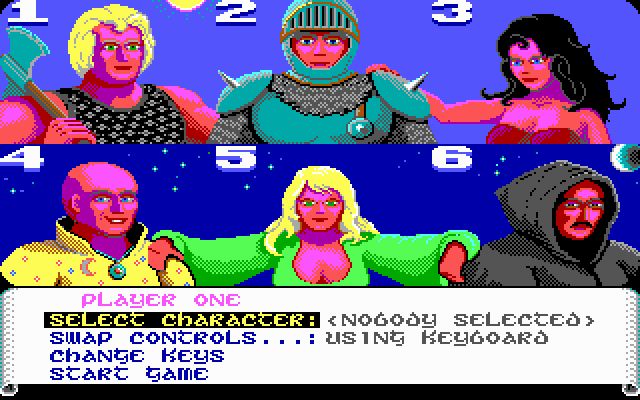 1 2 3
4 5 6
PLAYER ONE
SELECT CHARACTER: <NOBODY SELECTED>
SWAP CONTROLS...: USING KEYBOARD
CHANGE KEYS
START GAME